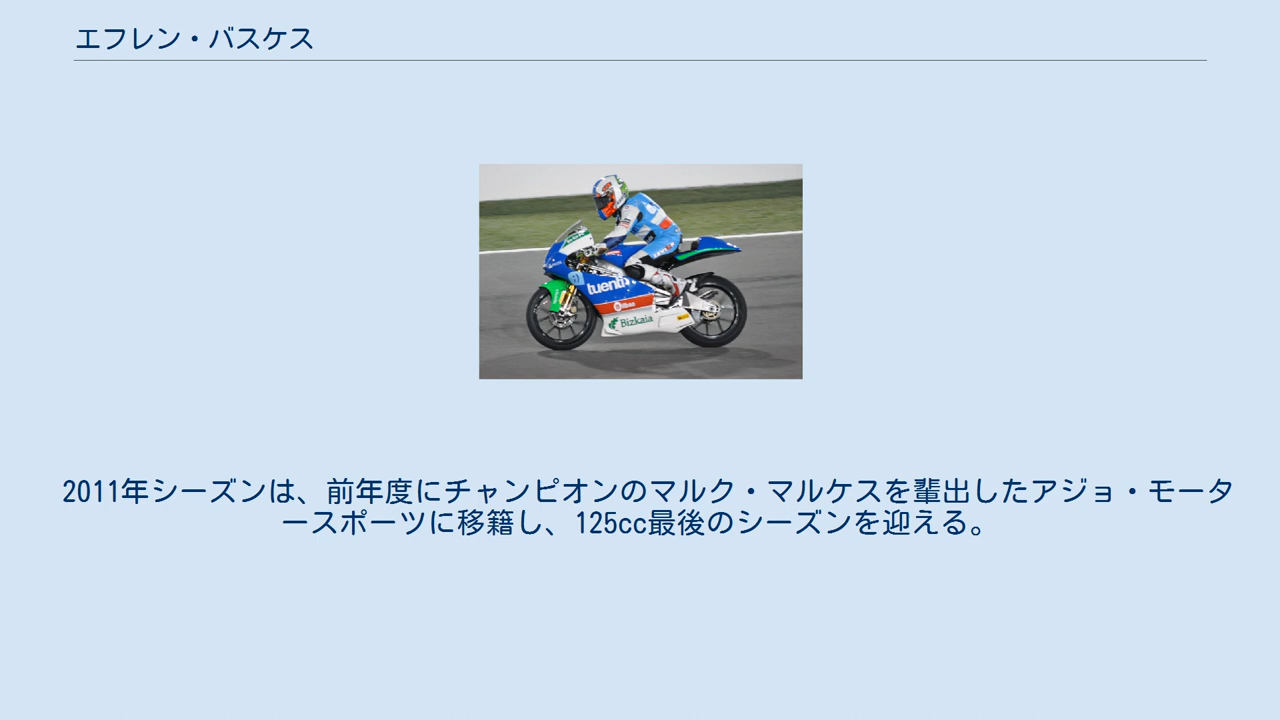 エフレン・バスケス
tuenti
Bizkaia
2011年シーズンは、前年度にチャンピオンのマルク・マルケスを輩出したアジョ・モータ
ースポーツに移籍し、125cc最後のシーズンを迎える。